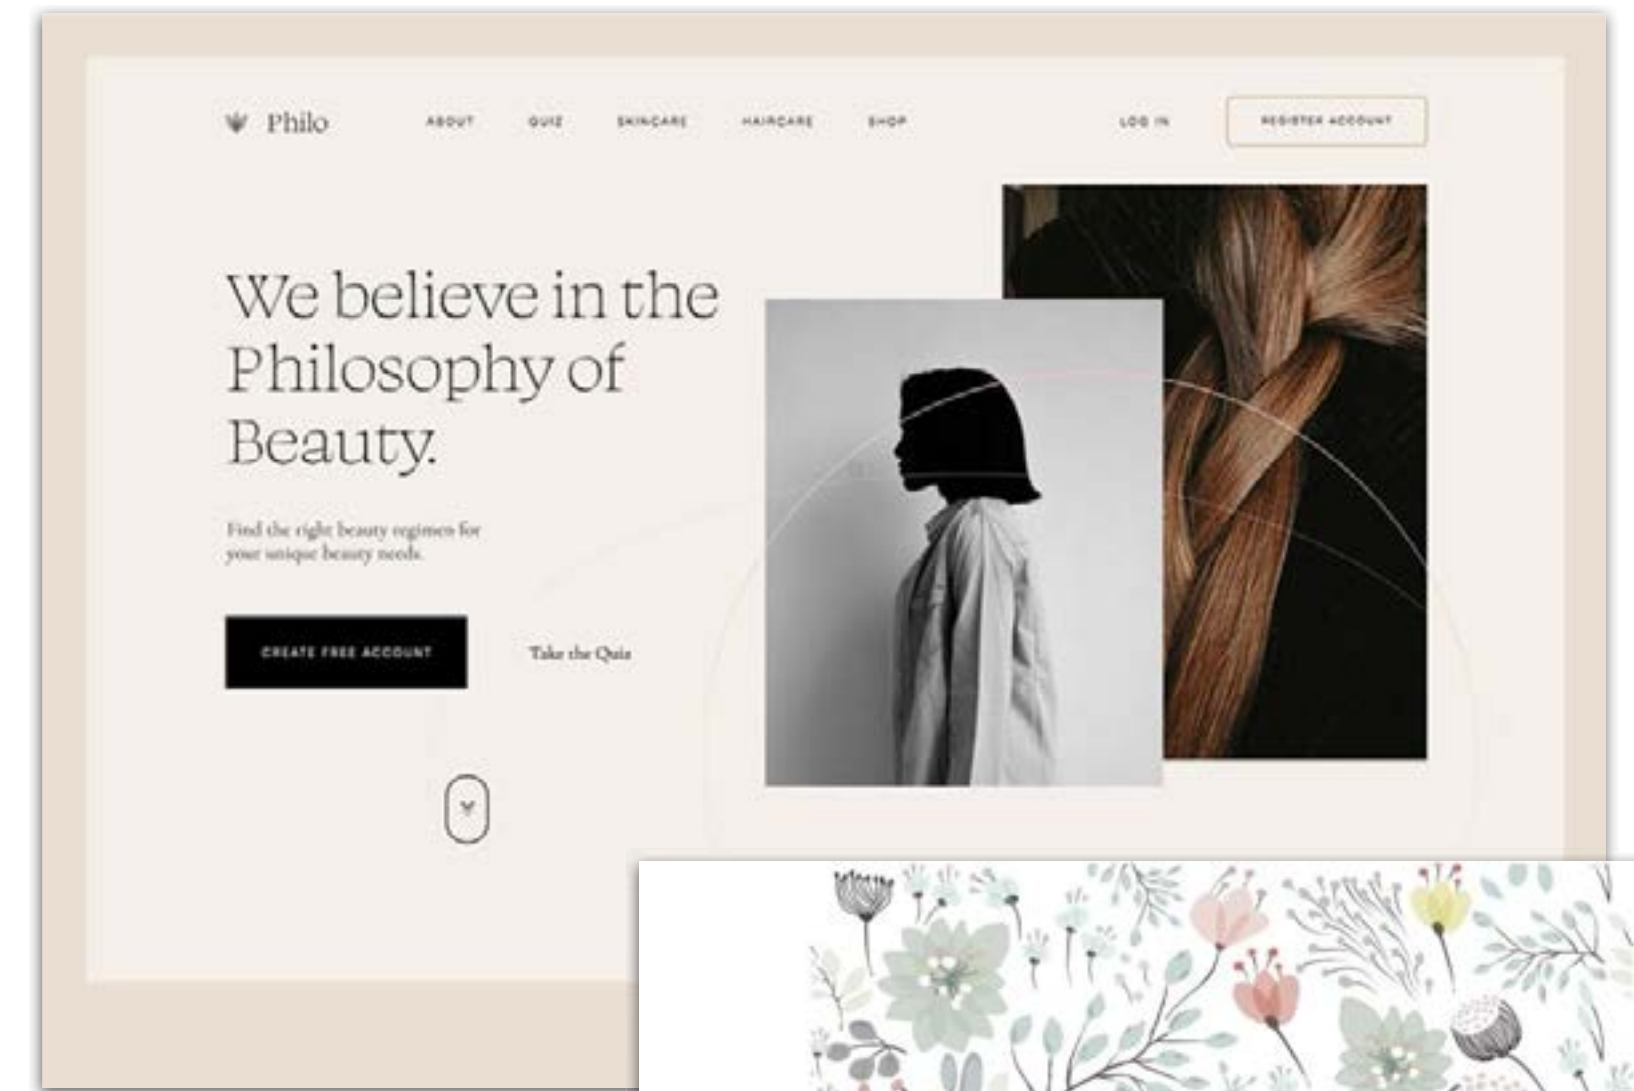 Philo
ABOUT
QUIZ
SKINCARE
HAIRCARE
SHOP
LOG IN
REGISTER ACCOUNT
We believe in the
Philosophy of
Beauty.
Find the right beauty regimen for
your unique beauty needs.
CREATE FREE ACCOUNT
Take the Quiz